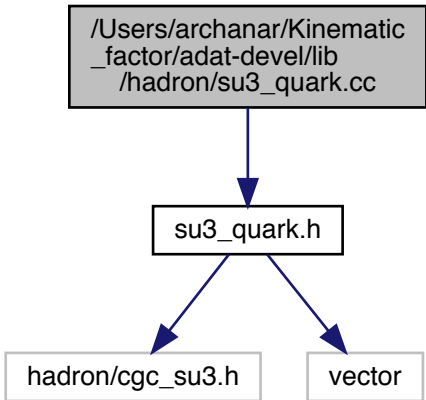 /Users/archanar/Kinematic
_factor/adat-devel/lib
/hadron/su3_quark.cc
su3_quark.h
hadron/cgc_su3.h
vector